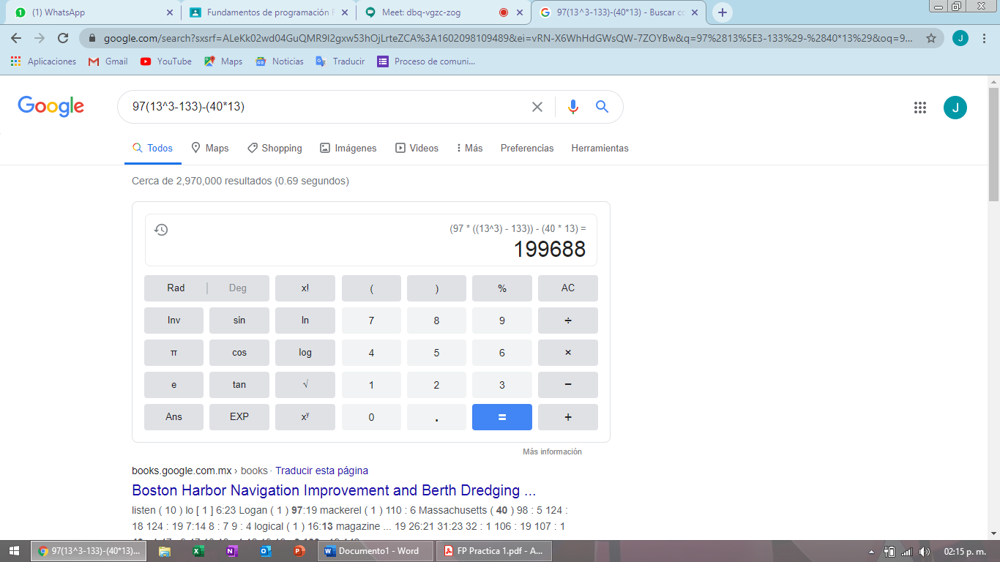 (1) WhatsApp
Fundamentos de programación
Meet: dbq-vgzc-zog
97(13^3-133)-(40*13) - Buscar
google.com/search?sxsrf=ALeKk02wd04GuQMR9I2gxw53hOjLrteZCA%3A1602098109489&ei=vRN-X6WhHdGWsQW-7ZOYBw&q=97%2813%5E3-133%29-%2840*13%29&oq=9...
J
Aplicaciones
Gmail
YouTube
Maps
Noticias
Traducir
Proceso de comuni...
Google
97(13^3-133)-(40*13)
J
Todos
Maps
Shopping
Imágenes
Videos
Más
Preferencias
Herramientas
Cerca de 2,970,000 resultados (0.69 segundos)
(97 * ((13^3) - 133)) - (40 * 13) =
199688
Rad | Deg x! ( ) % AC
Inv sin ln 7 8 9 ÷
π cos log 4 5 6 ×
e tan √ 1 2 3 −
Ans EXP xʸ 0 . = +
Más información
books.google.com.mx › books · Traducir esta página
Boston Harbor Navigation Improvement and Berth Dredging ...
listen ( 10 ) lo [ 1 ] 6:23 Logan ( 1 ) 97:19 mackerel ( 1 ) 110 : 6 Massachusetts ( 40 ) 98 : 5 124 :
18 124 : 19 7:14 8 : 7 9 : 4 logical ( 1 ) 16:13 magazine ... 19 26:21 31:23 32 : 1 106 : 19 107 : 1
97(13^3-133)-(40*13)...
Documento1 - Word
FP Practica 1.pdf - A...
02:15 p. m.